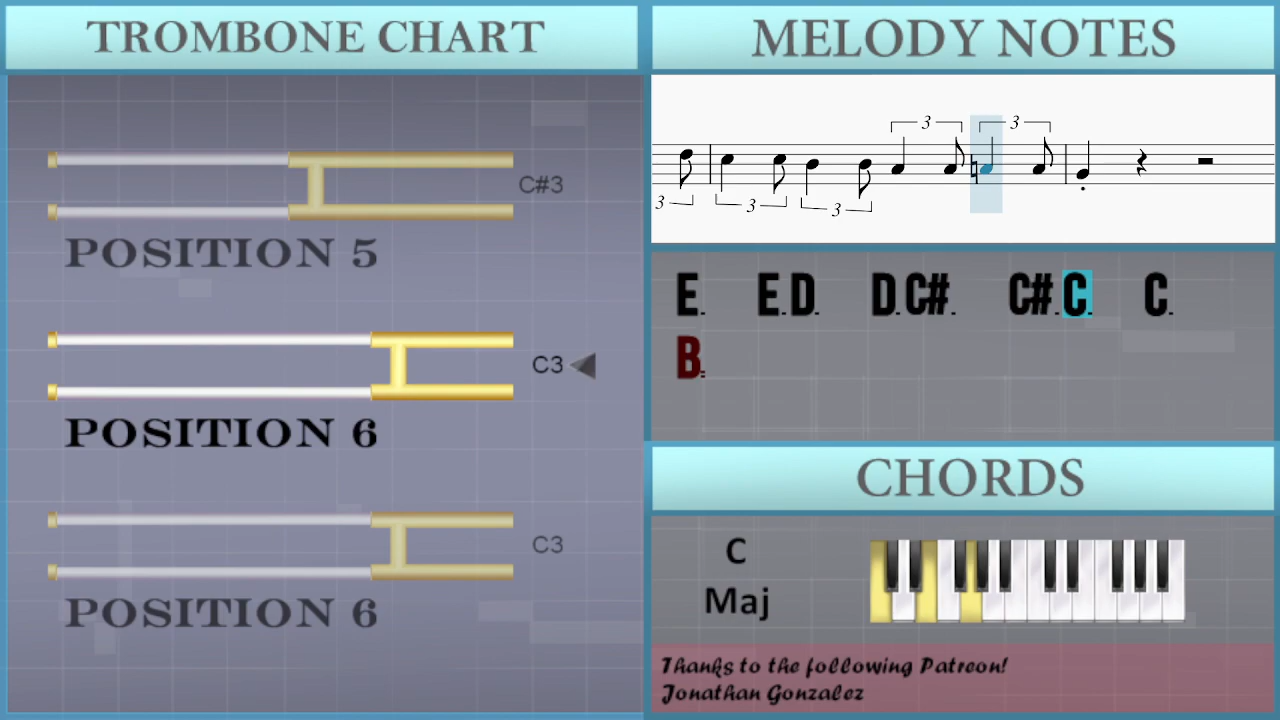 TROMBONE CHART
C#3
POSITION 5
C3
POSITION 6
C3
POSITION 6
MELODY NOTES
3 3
3 3 3
E. E.D. D.C#. C#.C. C.
B.
CHORDS
C
Maj
Thanks to the following Patreon!
Jonathan Gonzalez